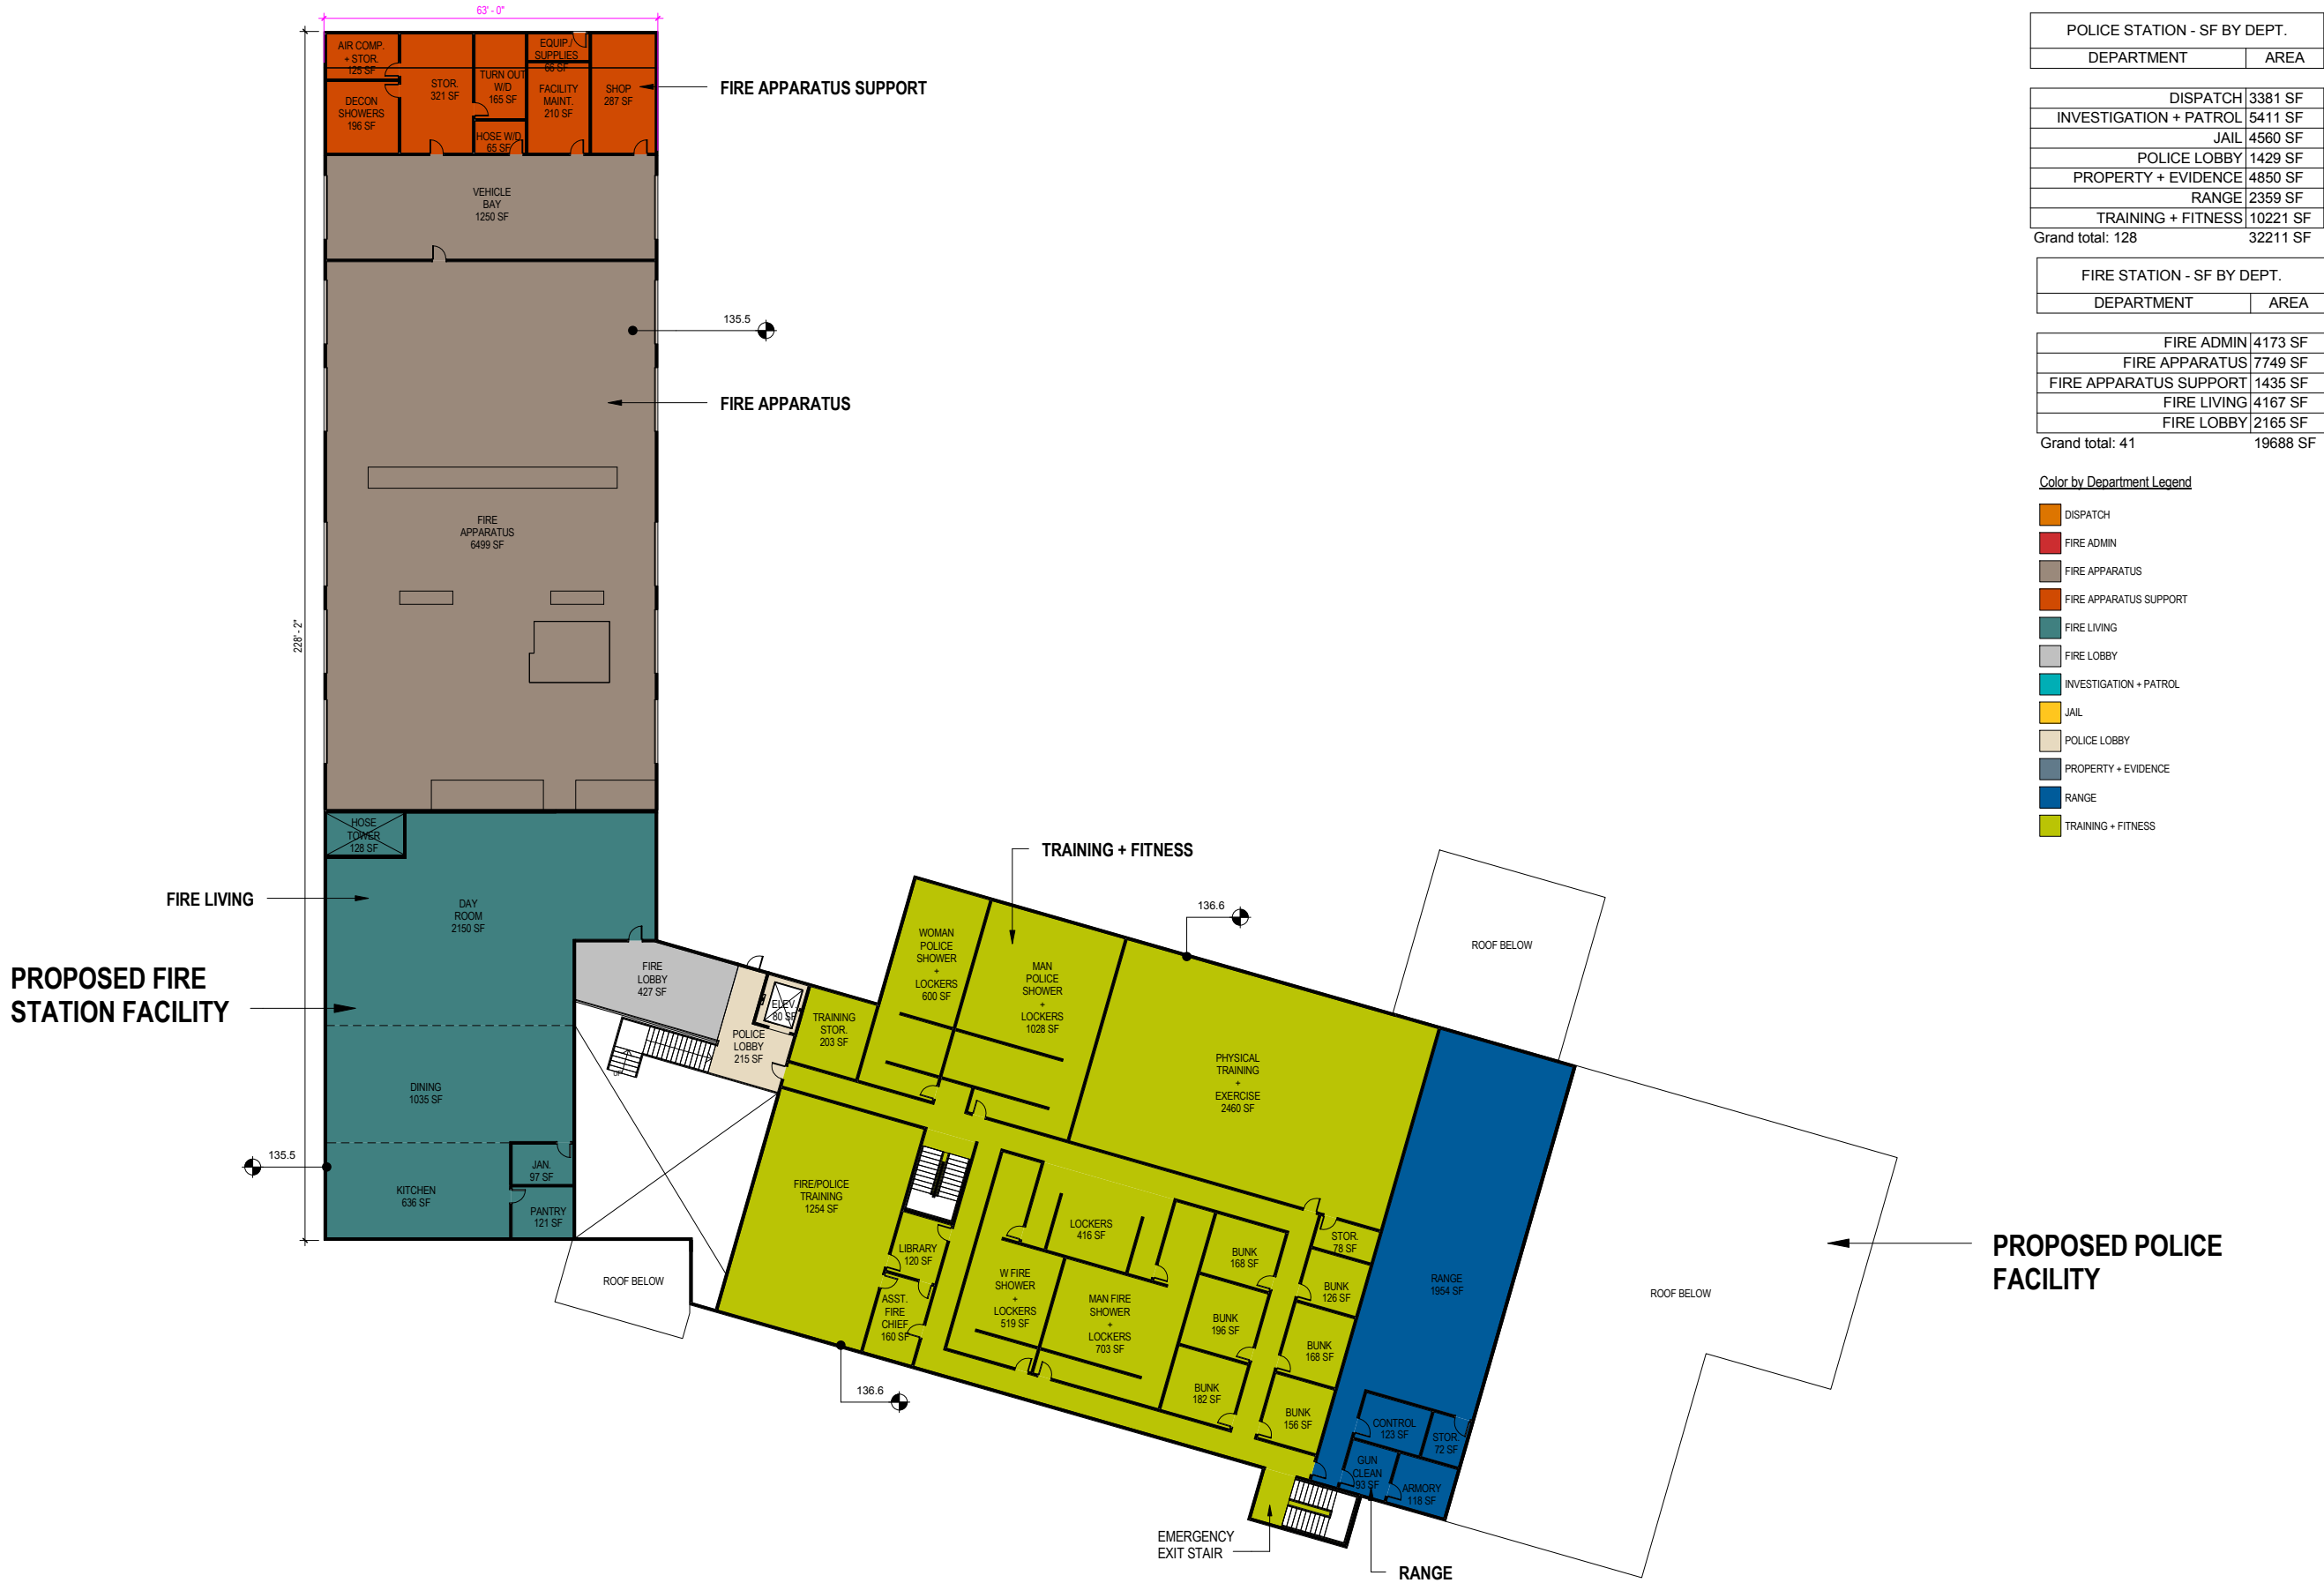 63' - 0"
AIR COMP.
+ STOR.
125 SF
DECON
SHOWERS
196 SF
STOR.
321 SF
TURN OUT
W/D
165 SF
HOSE W/D
65 SF
EQUIP./
SUPPLIES
66 SF
FACILITY
MAINT.
210 SF
SHOP
287 SF
FIRE APPARATUS SUPPORT
VEHICLE
BAY
1250 SF
135.5
FIRE APPARATUS
228' - 2"
FIRE
APPARATUS
6499 SF
HOSE
TOWER
128 SF
FIRE LIVING
DAY
ROOM
2150 SF
PROPOSED FIRE
STATION FACILITY
DINING
1035 SF
135.5
KITCHEN
636 SF
JAN.
97 SF
PANTRY
121 SF
FIRE
LOBBY
427 SF
POLICE
LOBBY
215 SF
ELEV.
80 SF
UP
ROOF BELOW
TRAINING
STOR.
203 SF
TRAINING + FITNESS
WOMAN
POLICE
SHOWER
+
LOCKERS
600 SF
MAN
POLICE
SHOWER
+
LOCKERS
1028 SF
136.6
PHYSICAL
TRAINING
+
EXERCISE
2460 SF
FIRE/POLICE
TRAINING
1254 SF
LIBRARY
120 SF
ASST.
FIRE
CHIEF
160 SF
136.6
LOCKERS
416 SF
W FIRE
SHOWER
+
LOCKERS
519 SF
MAN FIRE
SHOWER
+
LOCKERS
703 SF
BUNK
168 SF
BUNK
196 SF
BUNK
182 SF
STOR.
78 SF
BUNK
126 SF
BUNK
168 SF
BUNK
156 SF
RANGE
1954 SF
CONTROL
123 SF
STOR.
72 SF
GUN
CLEAN
93 SF
ARMORY
118 SF
EMERGENCY
EXIT STAIR
RANGE
ROOF BELOW
ROOF BELOW
PROPOSED POLICE
FACILITY
POLICE STATION - SF BY DEPT.
DEPARTMENT AREA
DISPATCH 3381 SF
INVESTIGATION + PATROL 5411 SF
JAIL 4560 SF
POLICE LOBBY 1429 SF
PROPERTY + EVIDENCE 4850 SF
RANGE 2359 SF
TRAINING + FITNESS 10221 SF
Grand total: 128 32211 SF
FIRE STATION - SF BY DEPT.
DEPARTMENT AREA
FIRE ADMIN 4173 SF
FIRE APPARATUS 7749 SF
FIRE APPARATUS SUPPORT 1435 SF
FIRE LIVING 4167 SF
FIRE LOBBY 2165 SF
Grand total: 41 19688 SF
Color by Department Legend
DISPATCH
FIRE ADMIN
FIRE APPARATUS
FIRE APPARATUS SUPPORT
FIRE LIVING
FIRE LOBBY
INVESTIGATION + PATROL
JAIL
POLICE LOBBY
PROPERTY + EVIDENCE
RANGE
TRAINING + FITNESS